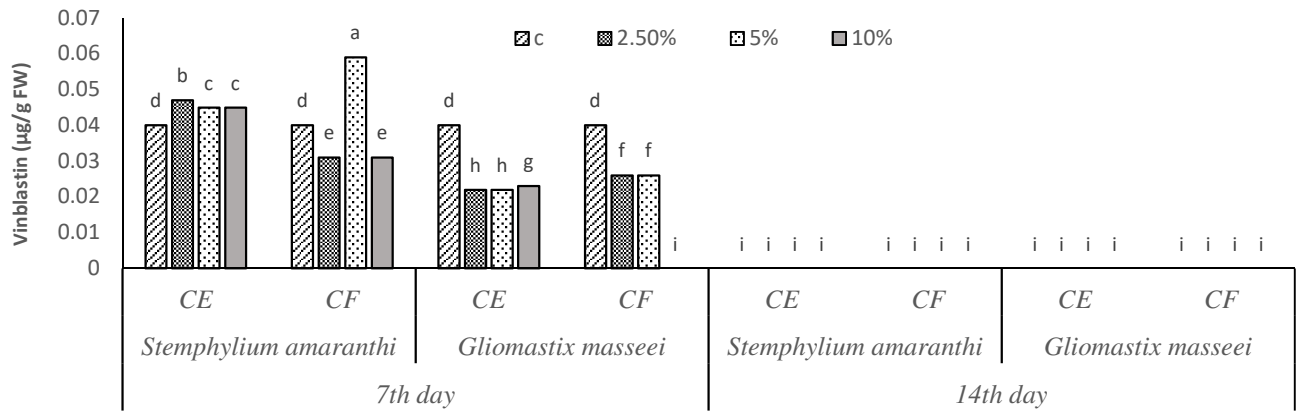 0.07
0.06
0.05
0.04
0.03
0.02
0.01
0
Vinblastin (µg/g FW)
c 2.50% 5% 10%
d b c c d e a e d h h g d f f i i i i i i i i i i i i i i i i i
CE CF CE CF CE CF CE CF
Stemphylium amaranthi Gliomastix masseei Stemphylium amaranthi Gliomastix masseei
7th day 14th day